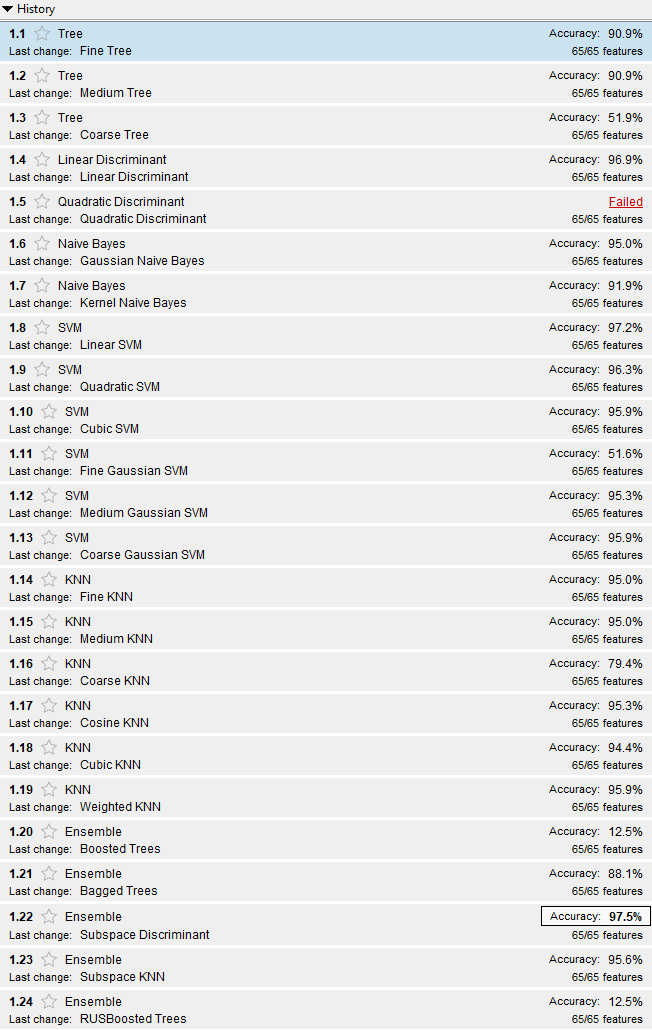 History
1.1 Tree Accuracy: 90.9%
Last change: Fine Tree 65/65 features
1.2 Tree Accuracy: 90.9%
Last change: Medium Tree 65/65 features
1.3 Tree Accuracy: 51.9%
Last change: Coarse Tree 65/65 features
1.4 Linear Discriminant Accuracy: 96.9%
Last change: Linear Discriminant 65/65 features
1.5 Quadratic Discriminant Failed
Last change: Quadratic Discriminant 65/65 features
1.6 Naive Bayes Accuracy: 95.0%
Last change: Gaussian Naive Bayes 65/65 features
1.7 Naive Bayes Accuracy: 91.9%
Last change: Kernel Naive Bayes 65/65 features
1.8 SVM Accuracy: 97.2%
Last change: Linear SVM 65/65 features
1.9 SVM Accuracy: 96.3%
Last change: Quadratic SVM 65/65 features
1.10 SVM Accuracy: 95.9%
Last change: Cubic SVM 65/65 features
1.11 SVM Accuracy: 51.6%
Last change: Fine Gaussian SVM 65/65 features
1.12 SVM Accuracy: 95.3%
Last change: Medium Gaussian SVM 65/65 features
1.13 SVM Accuracy: 95.9%
Last change: Coarse Gaussian SVM 65/65 features
1.14 KNN Accuracy: 95.0%
Last change: Fine KNN 65/65 features
1.15 KNN Accuracy: 95.0%
Last change: Medium KNN 65/65 features
1.16 KNN Accuracy: 79.4%
Last change: Coarse KNN 65/65 features
1.17 KNN Accuracy: 95.3%
Last change: Cosine KNN 65/65 features
1.18 KNN Accuracy: 94.4%
Last change: Cubic KNN 65/65 features
1.19 KNN Accuracy: 95.9%
Last change: Weighted KNN 65/65 features
1.20 Ensemble Accuracy: 12.5%
Last change: Boosted Trees 65/65 features
1.21 Ensemble Accuracy: 88.1%
Last change: Bagged Trees 65/65 features
1.22 Ensemble Accuracy: 97.5%
Last change: Subspace Discriminant 65/65 features
1.23 Ensemble Accuracy: 95.6%
Last change: Subspace KNN 65/65 features
1.24 Ensemble Accuracy: 12.5%
Last change: RUSBoosted Trees 65/65 features